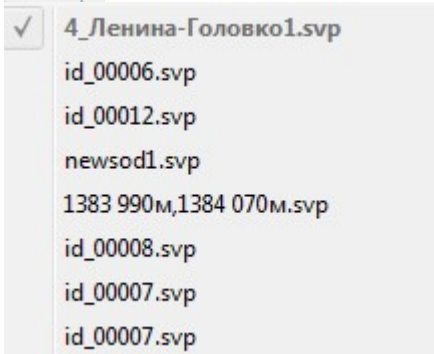 4_Ленина-Головко1.svp
id_00006.svp
id_00012.svp
newsod1.svp
1383 990м,1384 070м.svp
id_00008.svp
id_00007.svp
id_00007.svp